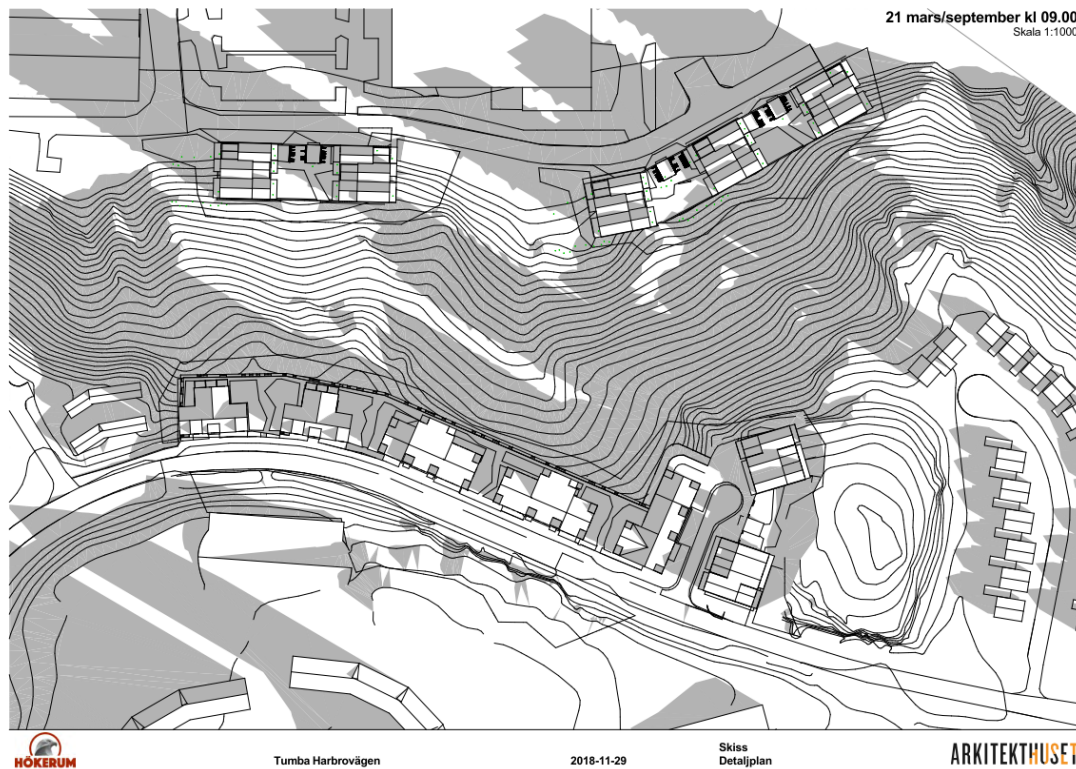 21 mars/september kl 09.00
Skala 1:1000
HÖKERUM
Tumba Harbrovägen
2018-11-29
Skiss
Detaljplan
ARKITEKTHUSET